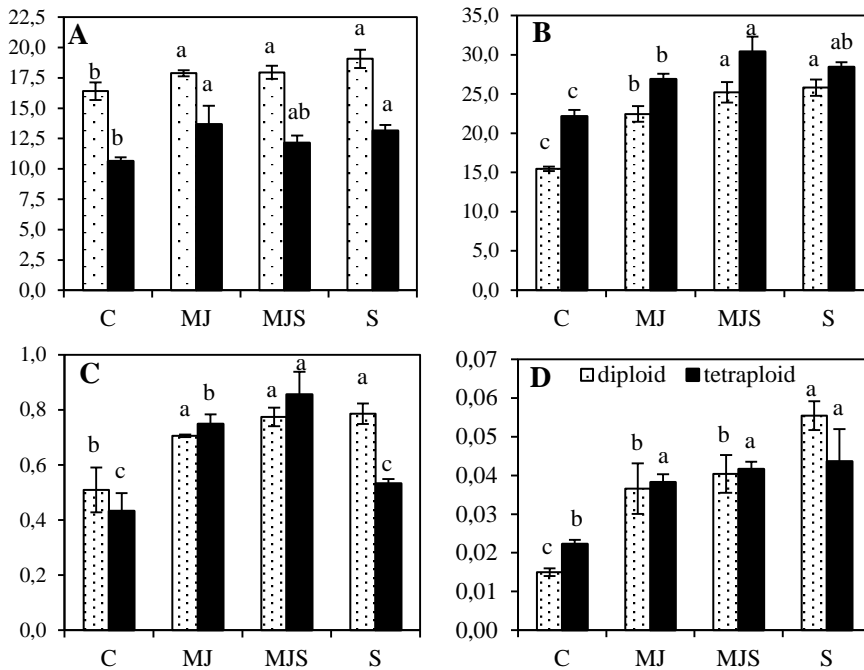 A
22,5
20,0
17,5
15,0
12,5
10,0
7,5
5,0
2,5
0,0
b
b
a
a
a
ab
a
a
C MJ MJS S
B
35,0
30,0
25,0
20,0
15,0
10,0
5,0
0,0
c
c
b
b
a
a
a
ab
C MJ MJS S
C
1,0
0,8
0,6
0,4
0,2
0,0
b
c
a
b
a
a
a
c
C MJ MJS S
D
diploid tetraploid
0,07
0,06
0,05
0,04
0,03
0,02
0,01
0,00
c
b
b
a
b
a
a
a
C MJ MJS S